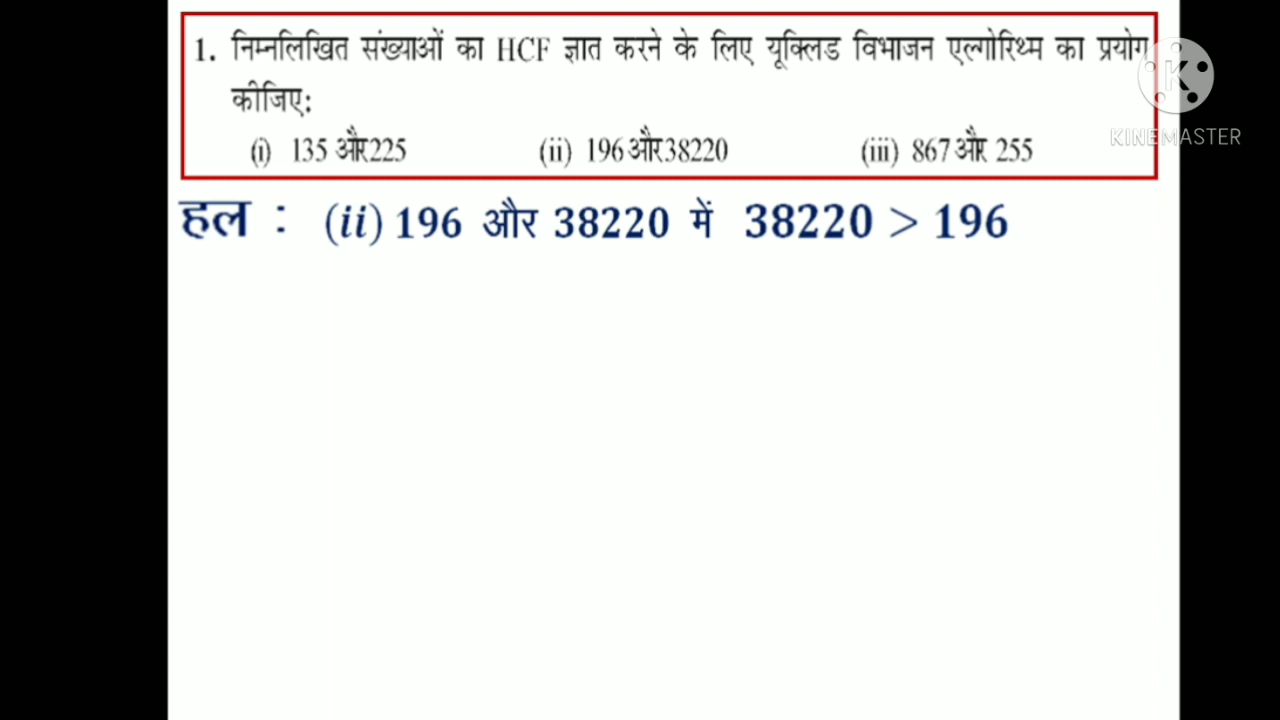 1. निम्नलिखित संख्याओं का HCF ज्ञात करने के लिए यूक्लिड विभाजन एल्गोरिथ्म का प्रयोग
कीजिए:
(i) 135 और 225 (ii) 196 और 38220 (iii) 867 और 255
KINEMASTER
हल : (ii) 196 और 38220 में 38220 > 196